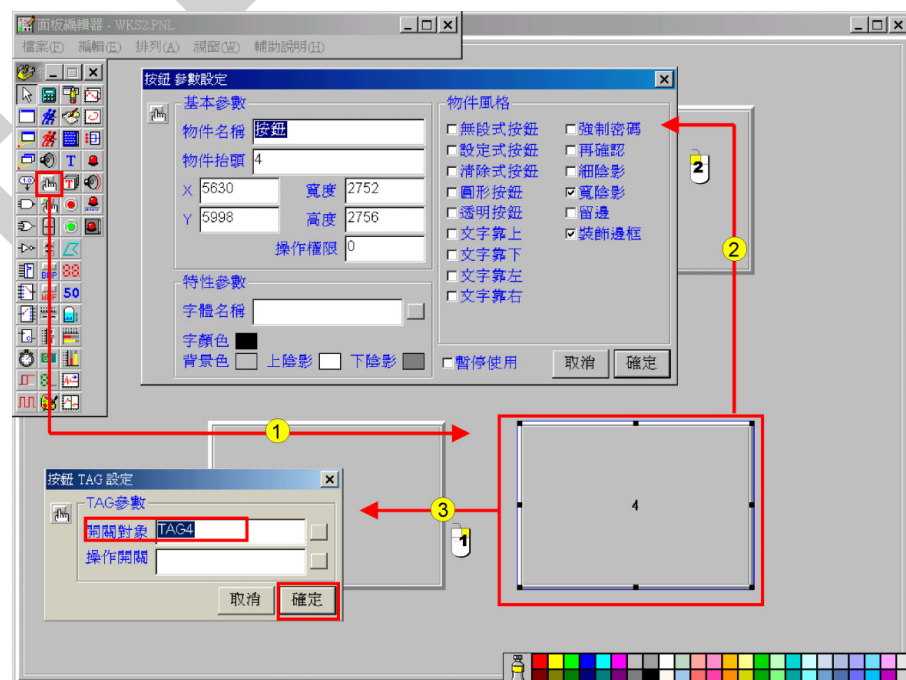 面板編輯器 - WKS2.PNL
檔案(F) 編輯(E) 排列(A) 視窗(W) 輔助說明(H)
按鈕 參數設定
基本參數
物件名稱 按鈕
物件抬頭 4
X 5630 寬度 2752
Y 5998 高度 2756
操作權限 0
特性參數
字體名稱
字顏色
背景色 上陰影 下陰影
物件風格
無段式按鈕 強制密碼
設定式按鈕 再確認
清除式按鈕 細陰影
圓形按鈕 寬陰影
透明按鈕 留邊
文字靠上 裝飾邊框
文字靠下
文字靠左
文字靠右
暫停使用 取消 確定
T
T
88
50
2
2
1
4
3
1
按鈕 TAG 設定
TAG參數
開關對象 TAG4
操作開關
取消 確定